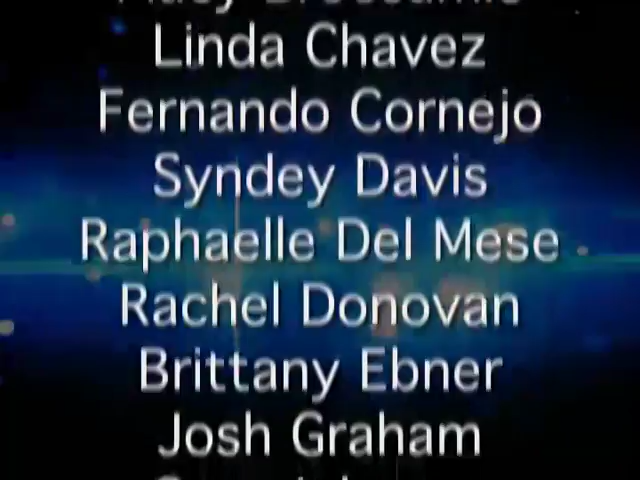 Linda Chavez
Fernando Cornejo
Syndey Davis
Raphaelle Del Mese
Rachel Donovan
Brittany Ebner
Josh Graham